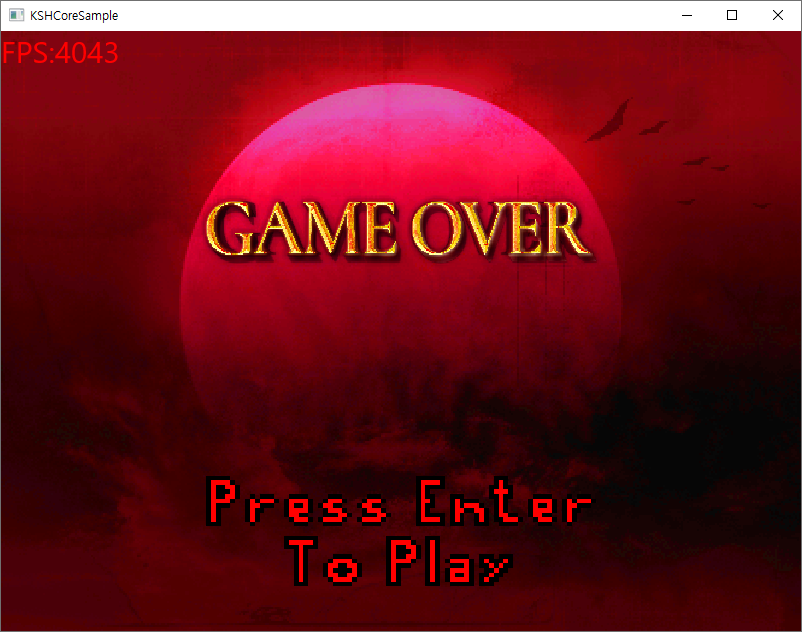 KSHCoreSample
FPS:4043
GAME OVER
Press Enter
To Play